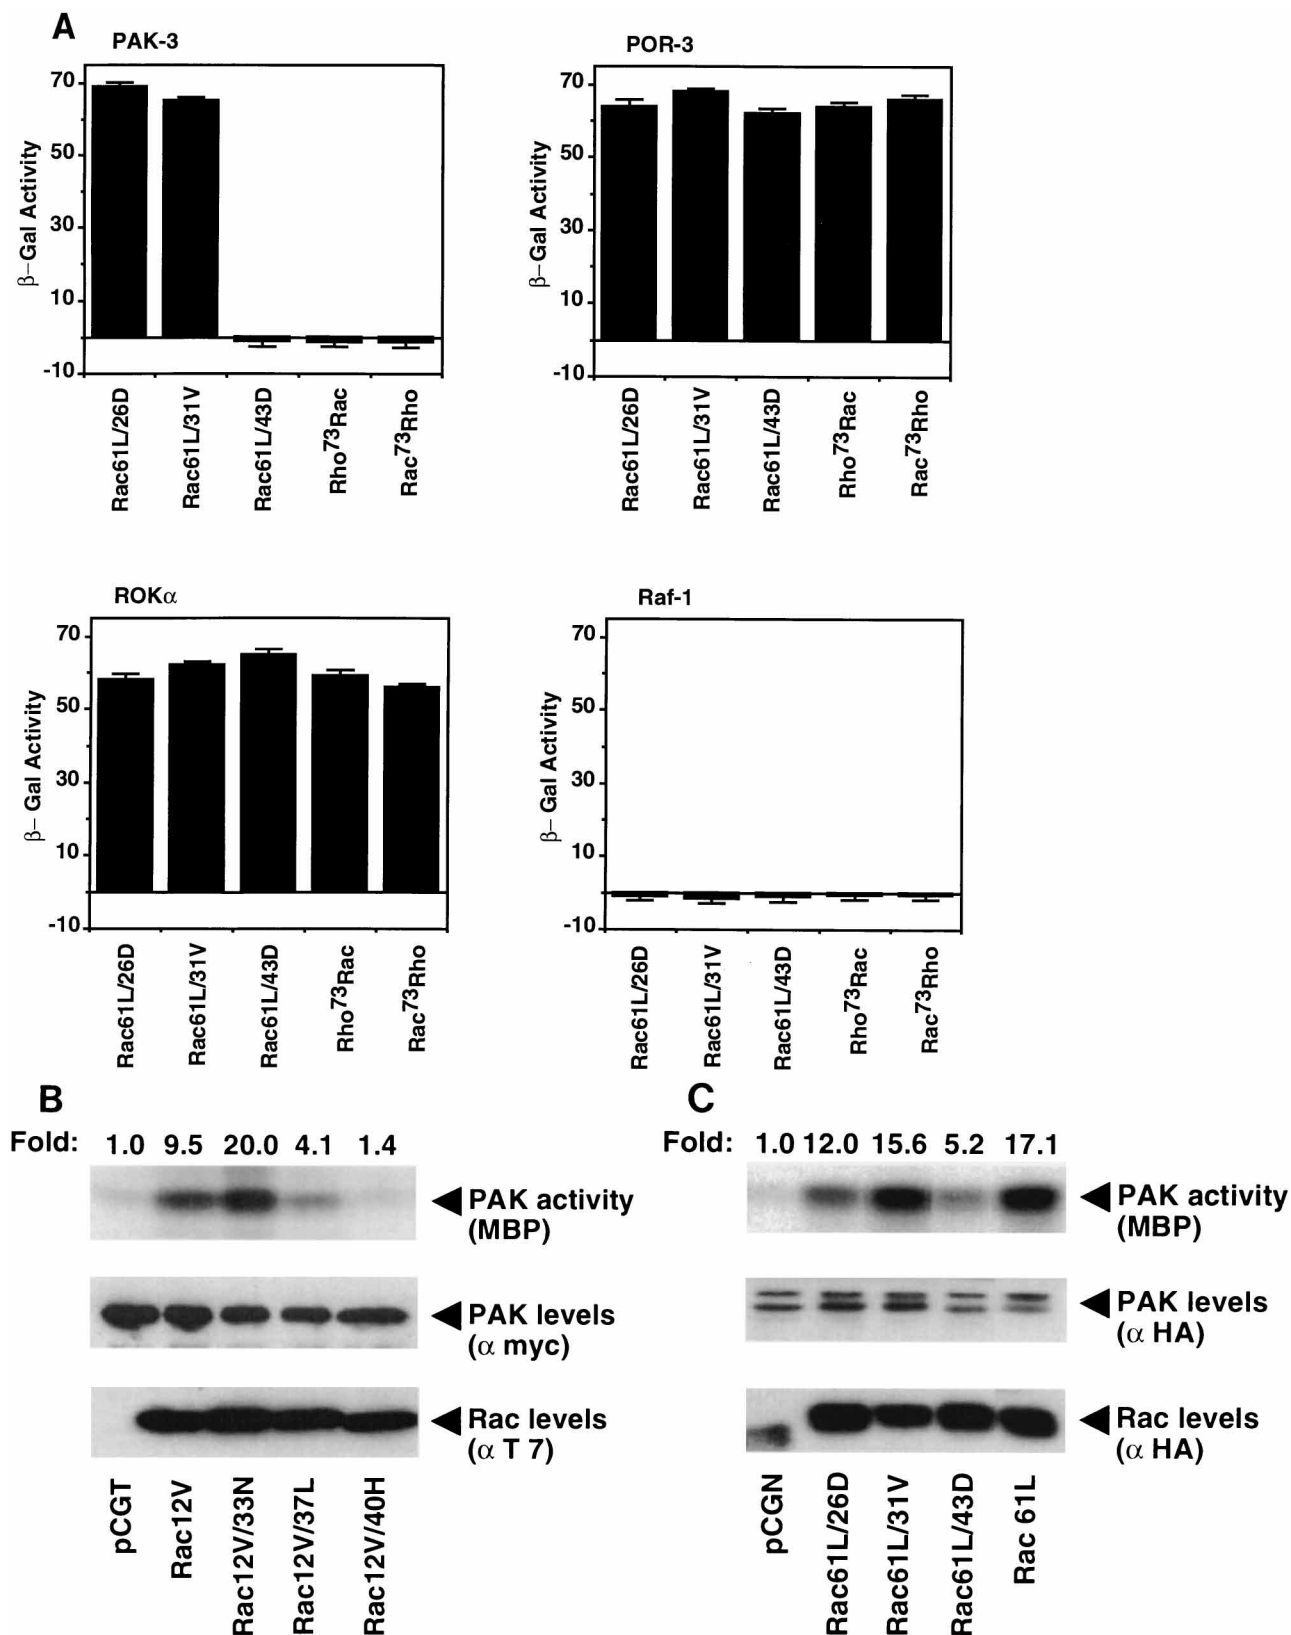 A
PAK-3
70
50
30
10
-10
β-Gal Activity
Rac61L/26D
Rac61L/31V
Rac61L/43D
Rho73Rac
Rac73Rho
POR-3
70
50
30
10
-10
β-Gal Activity
Rac61L/26D
Rac61L/31V
Rac61L/43D
Rho73Rac
Rac73Rho
ROKα
70
50
30
10
-10
β- Gal Activity
Rac61L/26D
Rac61L/31V
Rac61L/43D
Rho73Rac
Rac73Rho
Raf-1
70
50
30
10
-10
β- Gal Activity
Rac61L/26D
Rac61L/31V
Rac61L/43D
Rho73Rac
Rac73Rho
B
Fold: 1.0 9.5 20.0 4.1 1.4
PAK activity
(MBP)
PAK levels
(α myc)
Rac levels
(α T 7)
pCGT
Rac12V
Rac12V/33N
Rac12V/37L
Rac12V/40H
C
Fold: 1.0 12.0 15.6 5.2 17.1
PAK activity
(MBP)
PAK levels
(α HA)
Rac levels
(α HA)
pCGN
Rac61L/26D
Rac61L/31V
Rac61L/43D
Rac 61L